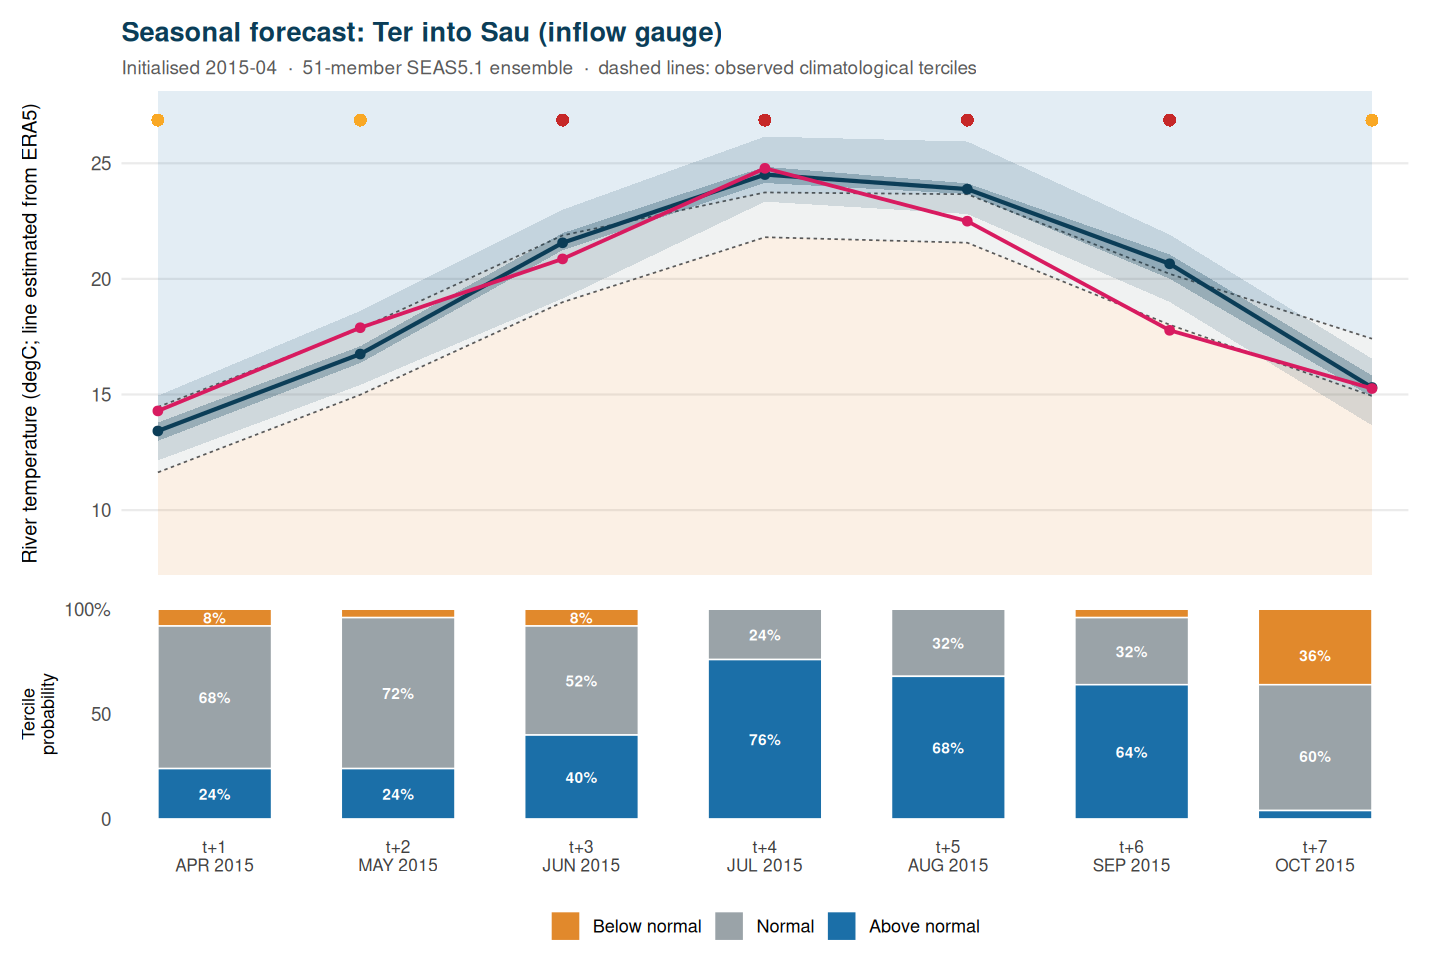 Seasonal forecast: Ter into Sau (inflow gauge)
Initialised 2015-04 · 51-member SEAS5.1 ensemble · dashed lines: observed climatological terciles
River temperature (degC; line estimated from ERA5)
25
20
15
10
Tercile
probability
100%
50
0
8%
68%
24%
72%
24%
8%
52%
40%
24%
76%
32%
68%
32%
64%
36%
60%
t+1
APR 2015
t+2
MAY 2015
t+3
JUN 2015
t+4
JUL 2015
t+5
AUG 2015
t+6
SEP 2015
t+7
OCT 2015
Below normal
Normal
Above normal